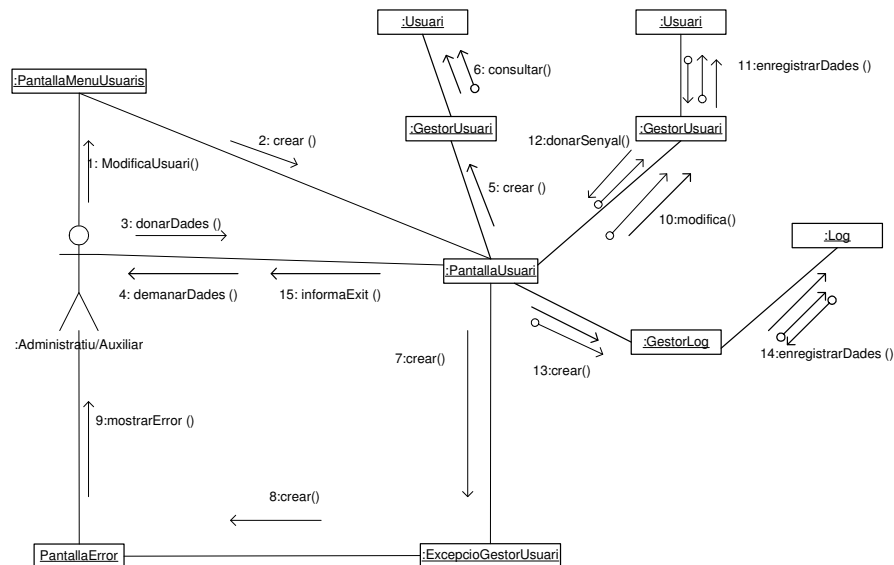 :Usuari
:Usuari
6: consultar()
11:enregistrarDades ()
:PantallaMenuUsuaris
:GestorUsuari
:GestorUsuari
2: crear ()
12:donarSenyal()
1: ModificaUsuari()
5: crear ()
10:modifica()
3: donarDades ()
:Log
:PantallaUsuari
4: demanarDades ()
15: informaExit ()
:Administratiu/Auxiliar
:GestorLog
7:crear()
13:crear()
14:enregistrarDades ()
9:mostrarError ()
8:crear()
PantallaError
:ExcepcioGestorUsuari